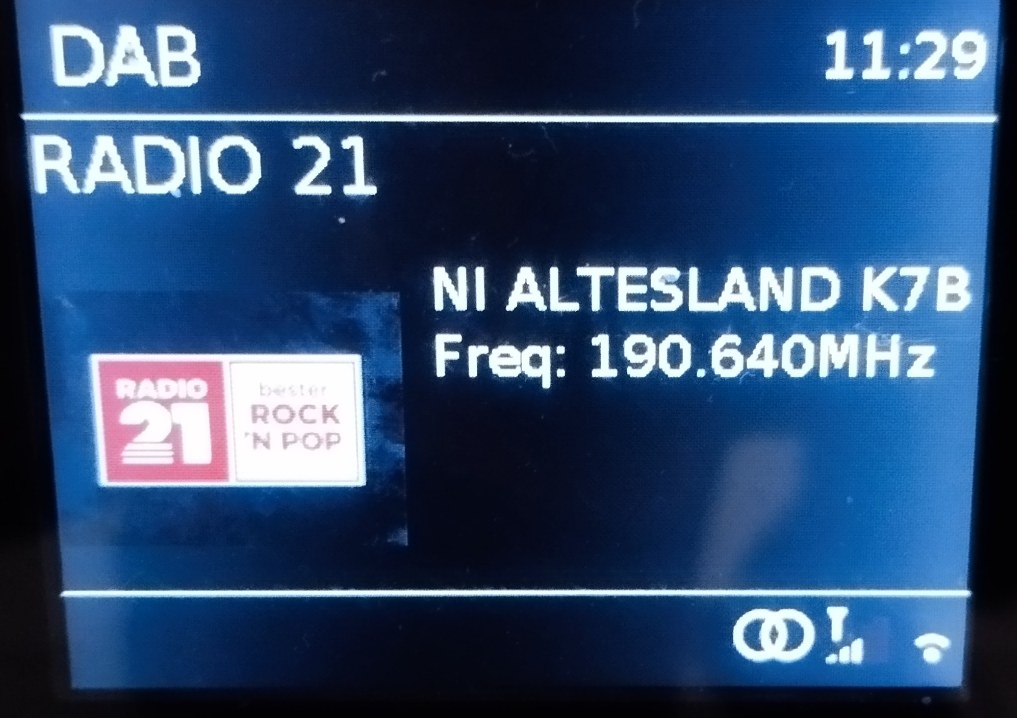 DAB
11:29
RADIO 21
NI ALTESLAND K7B
Freq: 190.640MHz
RADIO
21
bester
ROCK
'N POP